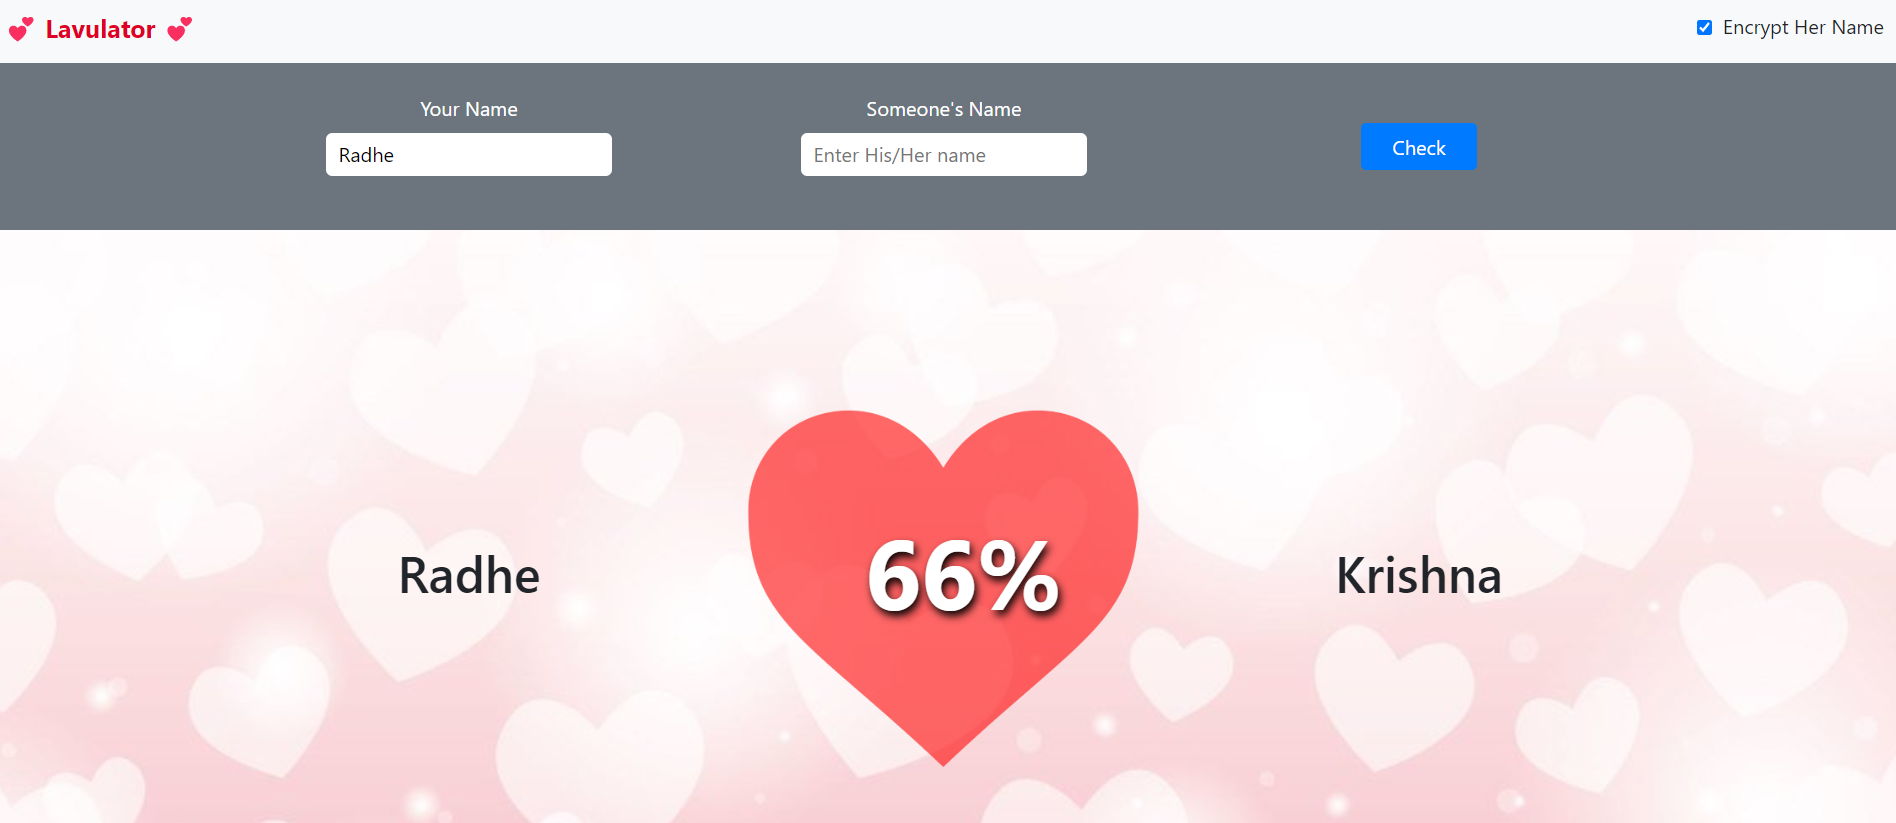 💕 Lavulator 💕
Encrypt Her Name
Your Name
Someone's Name
Radhe
Enter His/Her name
Check
Radhe
66%
Krishna